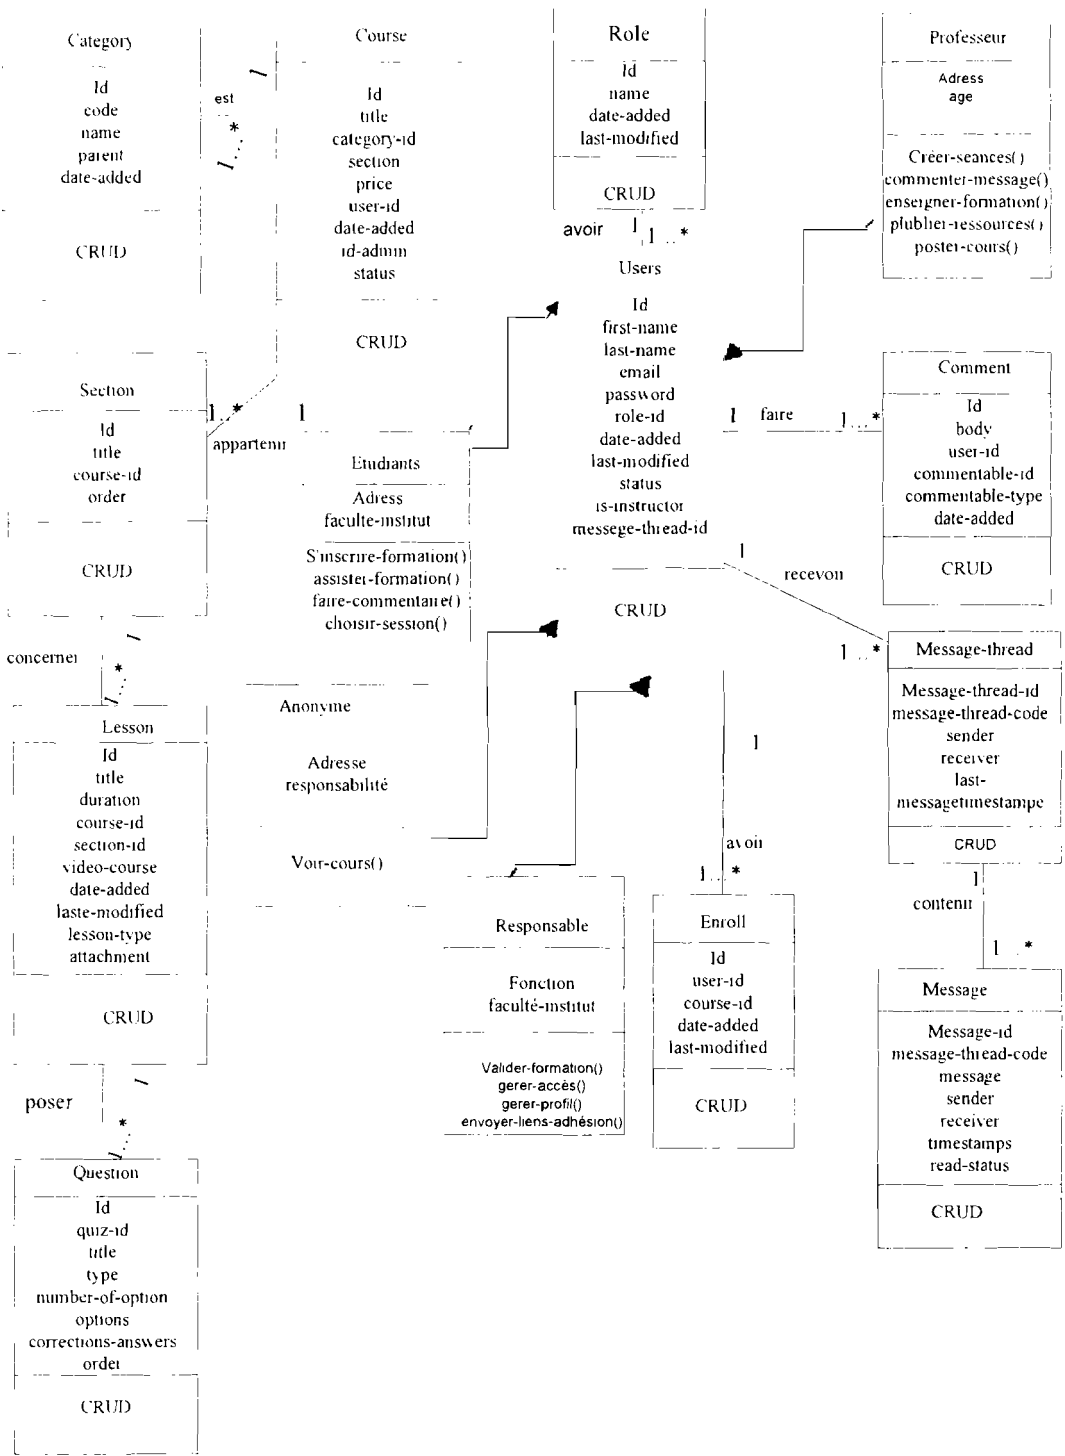 Category
Id
code
name
parent
date-added
CRUD
est
1
1....*
Course
Id
title
category-id
section
price
user-id
date-added
id-admin
status
CRUD
Role
Id
name
date-added
last-modified
CRUD
avoir
1
1 ..*
Professeur
Adress
age
Créer-seances()
commenter-message()
enseigner-formation()
plublier-ressources()
poster-cours()
Users
Id
first-name
last-name
email
password
role-id
date-added
last-modified
status
is-instructor
messege-thread-id
CRUD
Section
Id
title
course-id
order
CRUD
1...*
1
appartenir
Etudiants
Adress
faculte-institut
S'inscrire-formation()
assister-formation()
faire-commentaire()
choisir-session()
1
faire
1...*
Comment
Id
body
user-id
commentable-id
commentable-type
date-added
CRUD
1
recevoir
1 ..*
Message-thread
Message-thread-id
message-thread-code
sender
receiver
last-
messagetimestampe
CRUD
concerner
1
1....*
Lesson
Id
title
duration
course-id
section-id
video-course
date-added
laste-modified
lesson-type
attachment
CRUD
Anonyme
Adresse
responsabilité
Voir-cours()
1
avoir
1...*
Responsable
Fonction
faculté-institut
Valider-formation()
gerer-accès()
gerer-profil()
envoyer-liens-adhésion()
Enroll
Id
user-id
course-id
date-added
last-modified
CRUD
1
contenir
1 ..*
Message
Message-id
message-thread-code
message
sender
receiver
timestamps
read-status
CRUD
poser
1
1....*
Question
Id
quiz-id
title
type
number-of-option
options
corrections-answers
order
CRUD